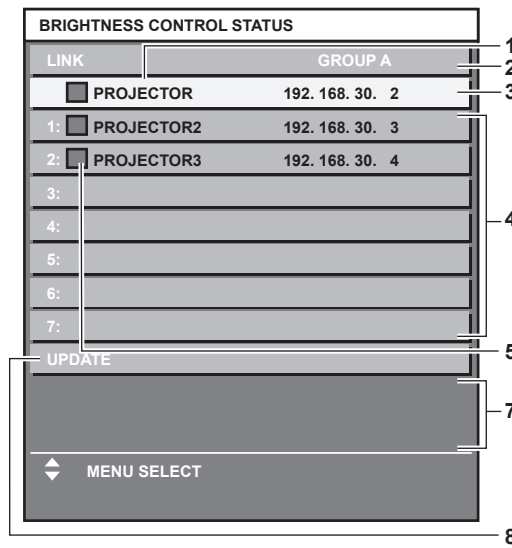 BRIGHTNESS CONTROL STATUS
LINK GROUP A
PROJECTOR 192. 168. 30. 2
1: PROJECTOR2 192. 168. 30. 3
2: PROJECTOR3 192. 168. 30. 4
3:
4:
5:
6:
7:
UPDATE
MENU SELECT
1
2
3
4
5
7
8